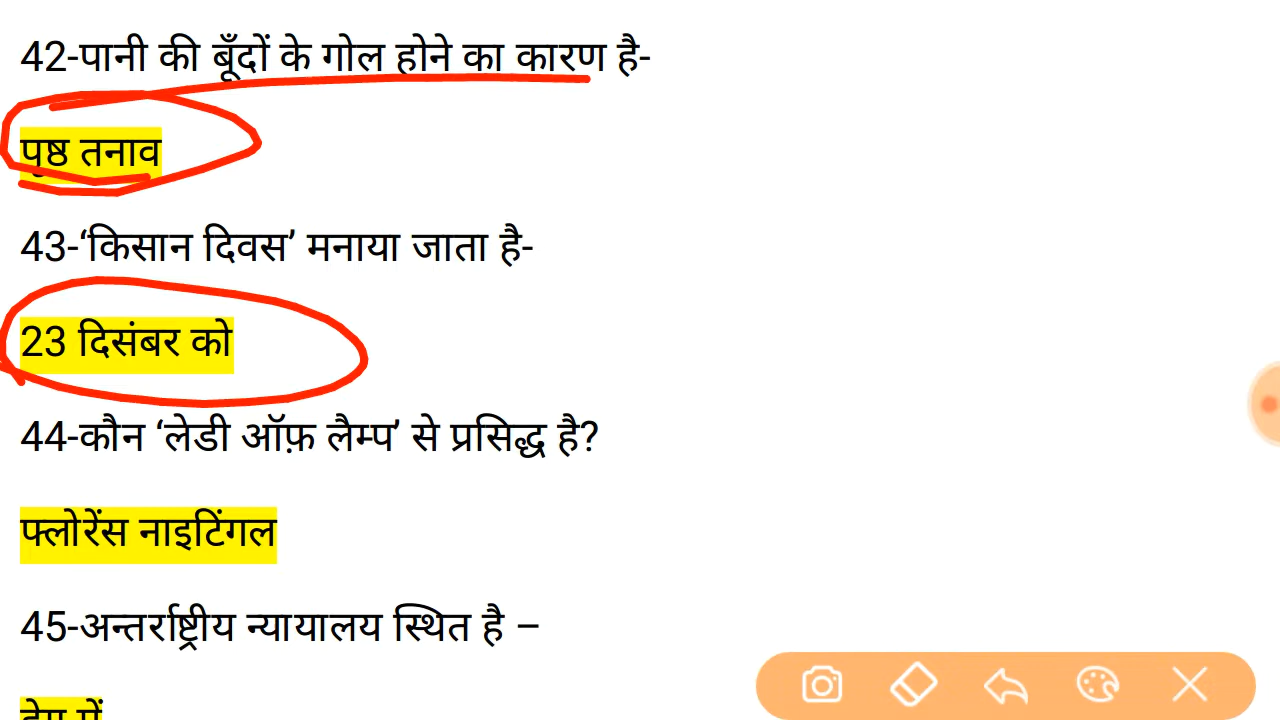 42-पानी की बूँदों के गोल होने का कारण है-
पृष्ठ तनाव
43-‘किसान दिवस’ मनाया जाता है-
23 दिसंबर को
44-कौन ‘लेडी ऑफ़ लैम्प’ से प्रसिद्ध है?
फ्लोरेंस नाइटिंगल
45-अन्तर्राष्ट्रीय न्यायालय स्थित है –